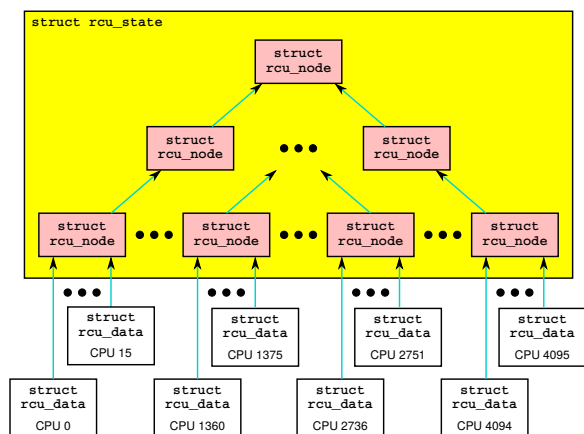 struct rcu_state
struct
rcu_node
struct
rcu_node
struct
rcu_node
struct
rcu_node
struct
rcu_node
struct
rcu_node
struct
rcu_node
struct
rcu_data
CPU 15
struct
rcu_data
CPU 1375
struct
rcu_data
CPU 2751
struct
rcu_data
CPU 4095
struct
rcu_data
CPU 0
struct
rcu_data
CPU 1360
struct
rcu_data
CPU 2736
struct
rcu_data
CPU 4094